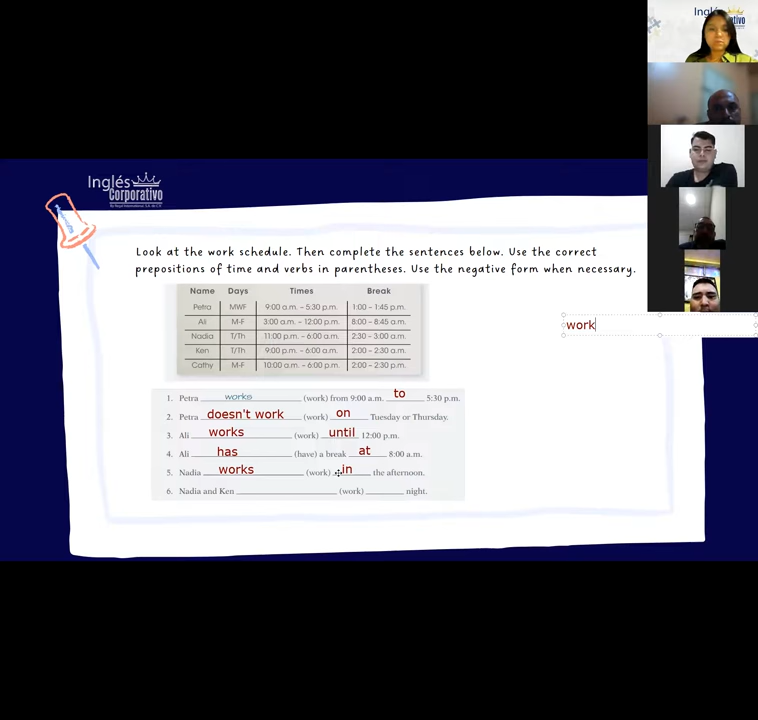 Inglés
Corporativo
Look at the work schedule. Then complete the sentences below. Use the correct
prepositions of time and verbs in parentheses. Use the negative form when necessary.
Name Days Times Break
Petra MWF 9:00 a.m. – 5:30 p.m. 1:00 – 1:45 p.m.
Ali M-F 3:00 a.m. – 12:00 p.m. 8:00 – 8:45 a.m.
Nadia T/Th 11:00 p.m. – 6:00 a.m. 2:30 – 3:00 a.m.
Ken T/Th 9:00 p.m. – 6:00 a.m. 2:00 – 2:30 a.m.
Cathy M-F 10:00 a.m. – 6:00 p.m. 2:00 – 2:30 p.m.
work
1. Petra works (work) from 9:00 a.m. to 5:30 p.m.
2. Petra doesn't work (work) on Tuesday or Thursday.
3. Ali works (work) until 12:00 p.m.
4. Ali has (have) a break at 8:00 a.m.
5. Nadia works (work) in the afternoon.
6. Nadia and Ken (work) night.